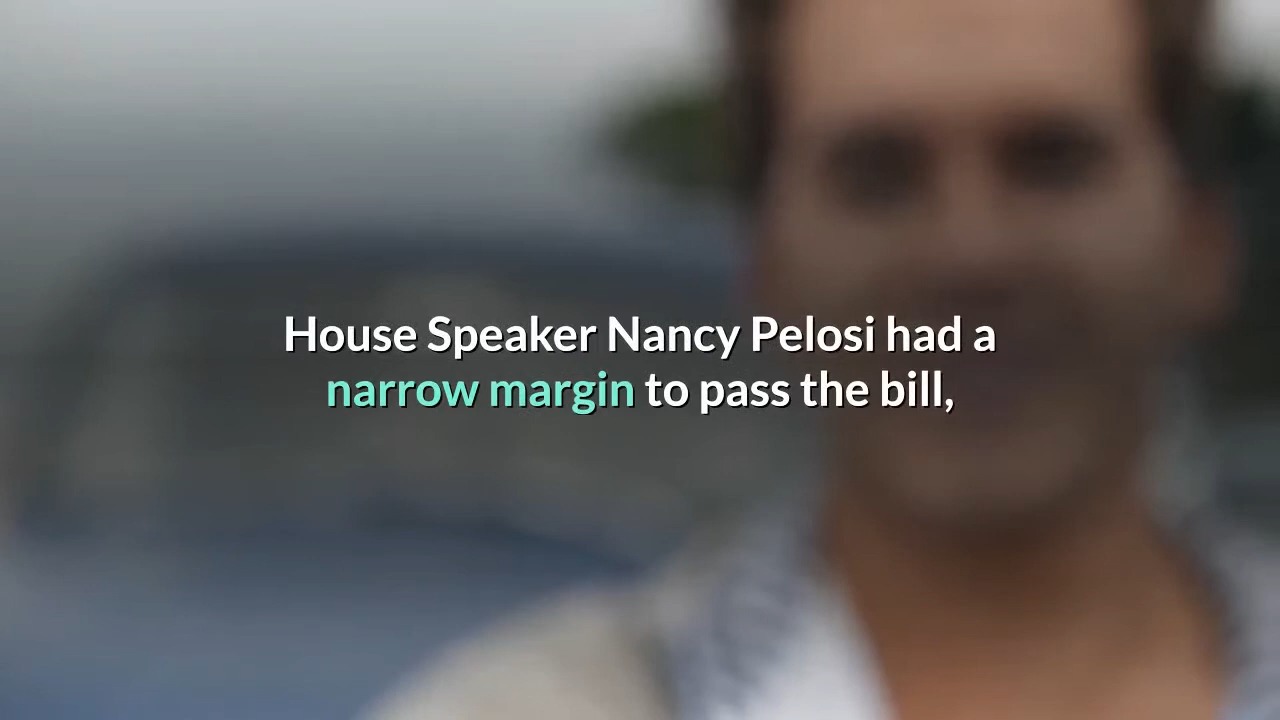 House Speaker Nancy Pelosi had a
narrow margin to pass the bill,